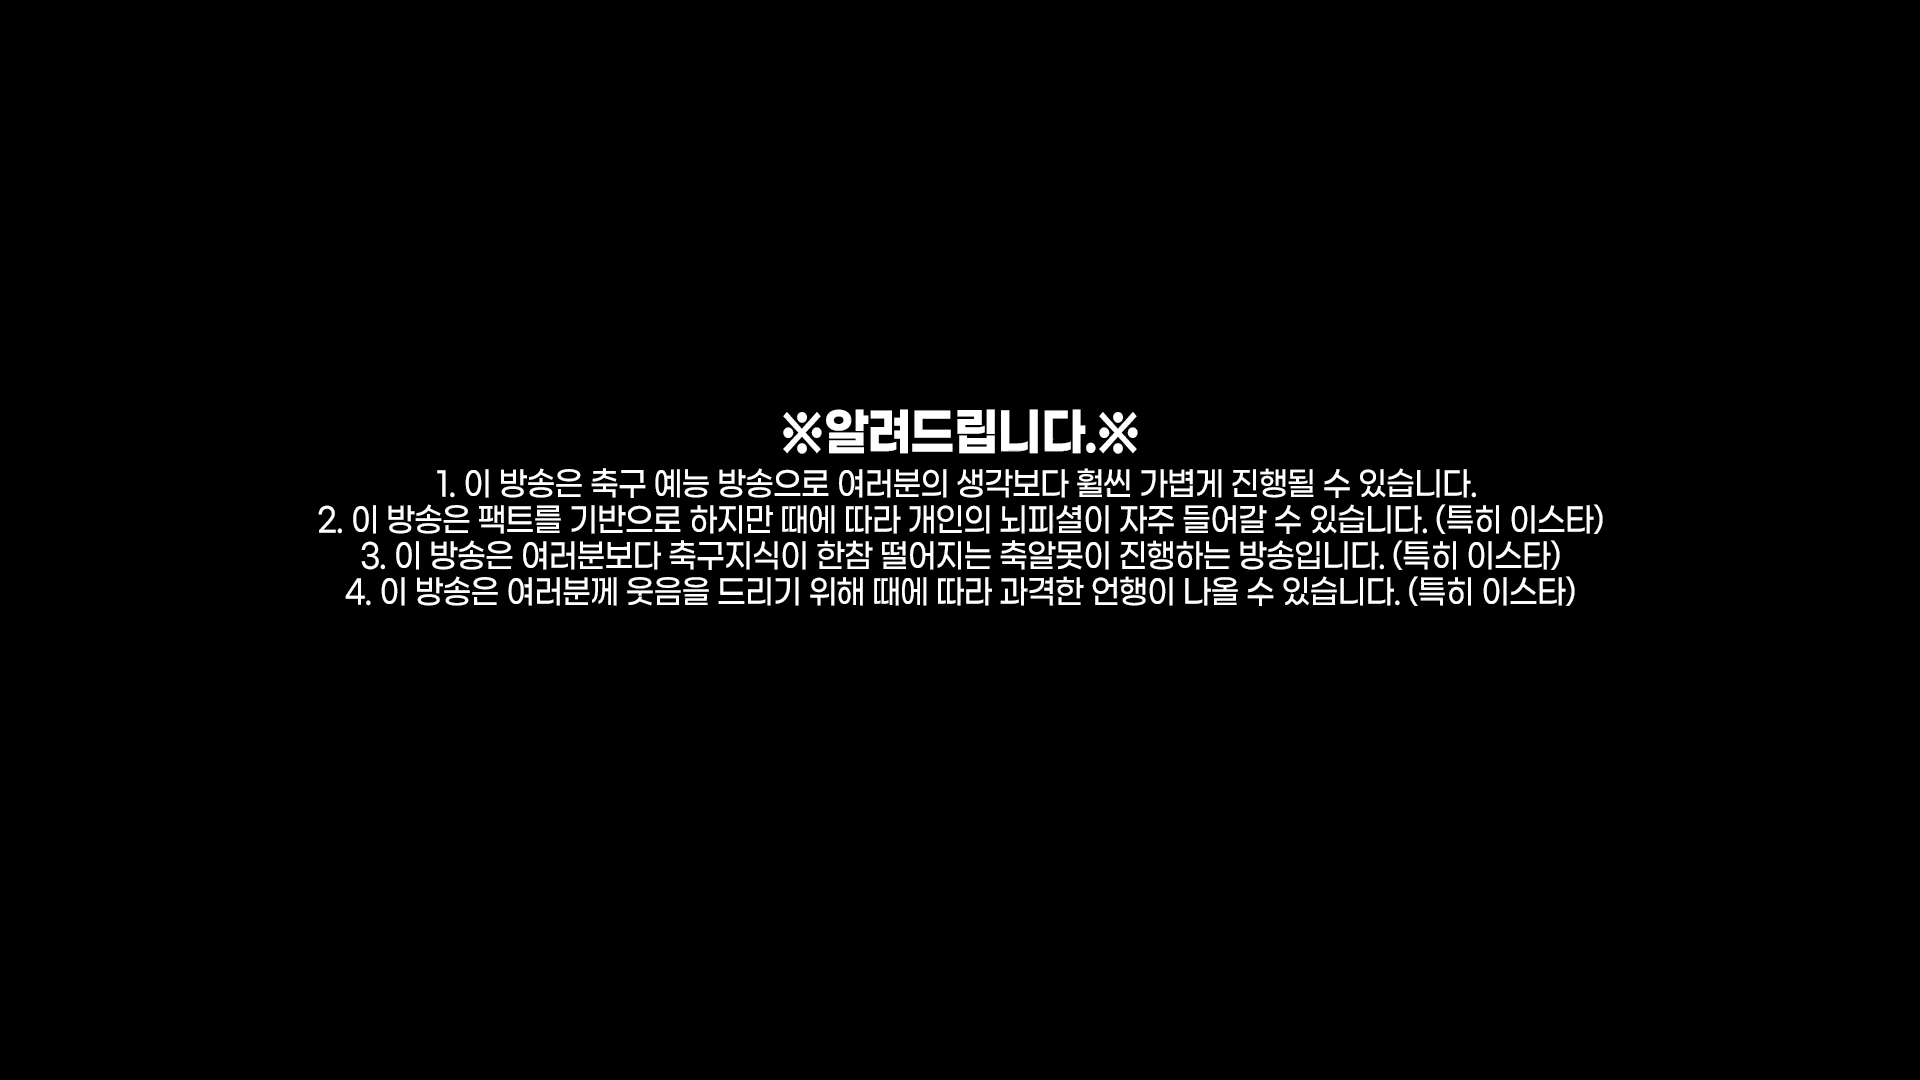 ※알려드립니다.※
1. 이 방송은 축구 예능 방송으로 여러분의 생각보다 훨씬 가볍게 진행될 수 있습니다.
2. 이 방송은 팩트를 기반으로 하지만 때에 따라 개인의 뇌피셜이 자주 들어갈 수 있습니다. (특히 이스타)
3. 이 방송은 여러분보다 축구지식이 한참 떨어지는 축알못이 진행하는 방송입니다. (특히 이스타)
4. 이 방송은 여러분께 웃음을 드리기 위해 때에 따라 과격한 언행이 나올 수 있습니다. (특히 이스타)